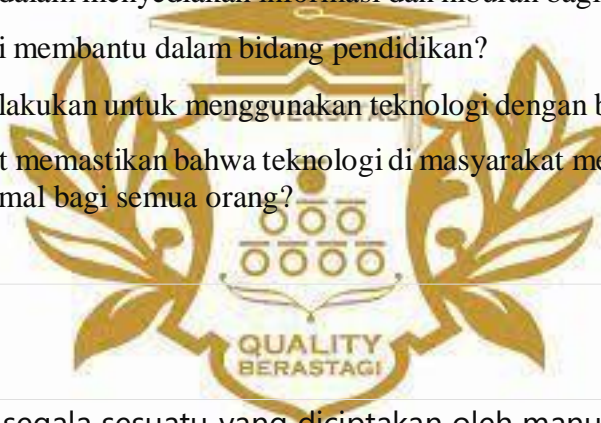 dalam menyediakan informasi dan hiburan bagi
i membantu dalam bidang pendidikan?
lakukan untuk menggunakan teknologi dengan b
UNIVERSITAS
t memastikan bahwa teknologi di masyarakat me
mal bagi semua orang?
QUALITY
BERASTAGI
segala sesuatu yang diciptakan oleh manu